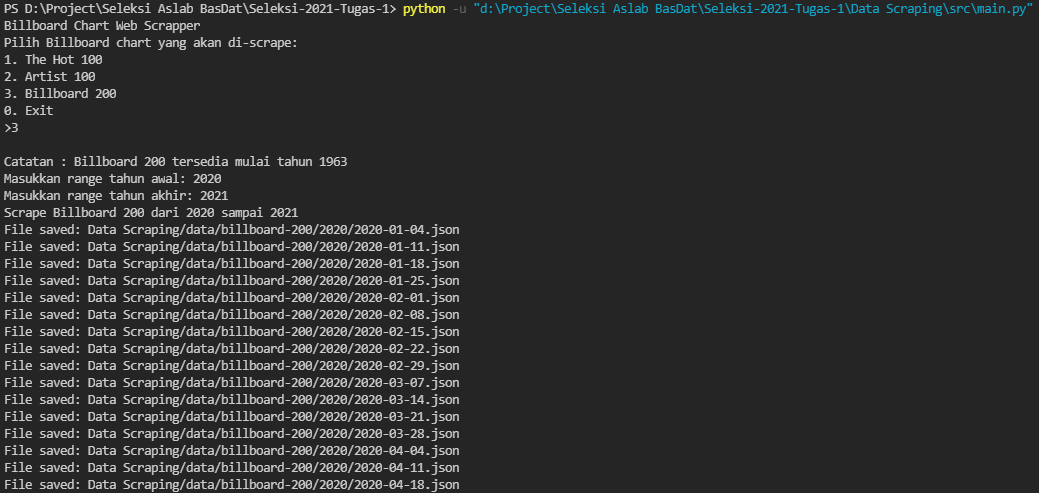 PS D:\Project\Seleksi Aslab BasDat\Seleksi-2021-Tugas-1> python -u "d:\Project\Seleksi Aslab BasDat\Seleksi-2021-Tugas-1\Data Scraping\src\main.py"
Billboard Chart Web Scrapper
Pilih Billboard chart yang akan di-scrape:
1. The Hot 100
2. Artist 100
3. Billboard 200
0. Exit
>3
Catatan : Billboard 200 tersedia mulai tahun 1963
Masukkan range tahun awal: 2020
Masukkan range tahun akhir: 2021
Scrape Billboard 200 dari 2020 sampai 2021
File saved: Data Scraping/data/billboard-200/2020/2020-01-04.json
File saved: Data Scraping/data/billboard-200/2020/2020-01-11.json
File saved: Data Scraping/data/billboard-200/2020/2020-01-18.json
File saved: Data Scraping/data/billboard-200/2020/2020-01-25.json
File saved: Data Scraping/data/billboard-200/2020/2020-02-01.json
File saved: Data Scraping/data/billboard-200/2020/2020-02-08.json
File saved: Data Scraping/data/billboard-200/2020/2020-02-15.json
File saved: Data Scraping/data/billboard-200/2020/2020-02-22.json
File saved: Data Scraping/data/billboard-200/2020/2020-02-29.json
File saved: Data Scraping/data/billboard-200/2020/2020-03-07.json
File saved: Data Scraping/data/billboard-200/2020/2020-03-14.json
File saved: Data Scraping/data/billboard-200/2020/2020-03-21.json
File saved: Data Scraping/data/billboard-200/2020/2020-03-28.json
File saved: Data Scraping/data/billboard-200/2020/2020-04-04.json
File saved: Data Scraping/data/billboard-200/2020/2020-04-11.json
File saved: Data Scraping/data/billboard-200/2020/2020-04-18.json